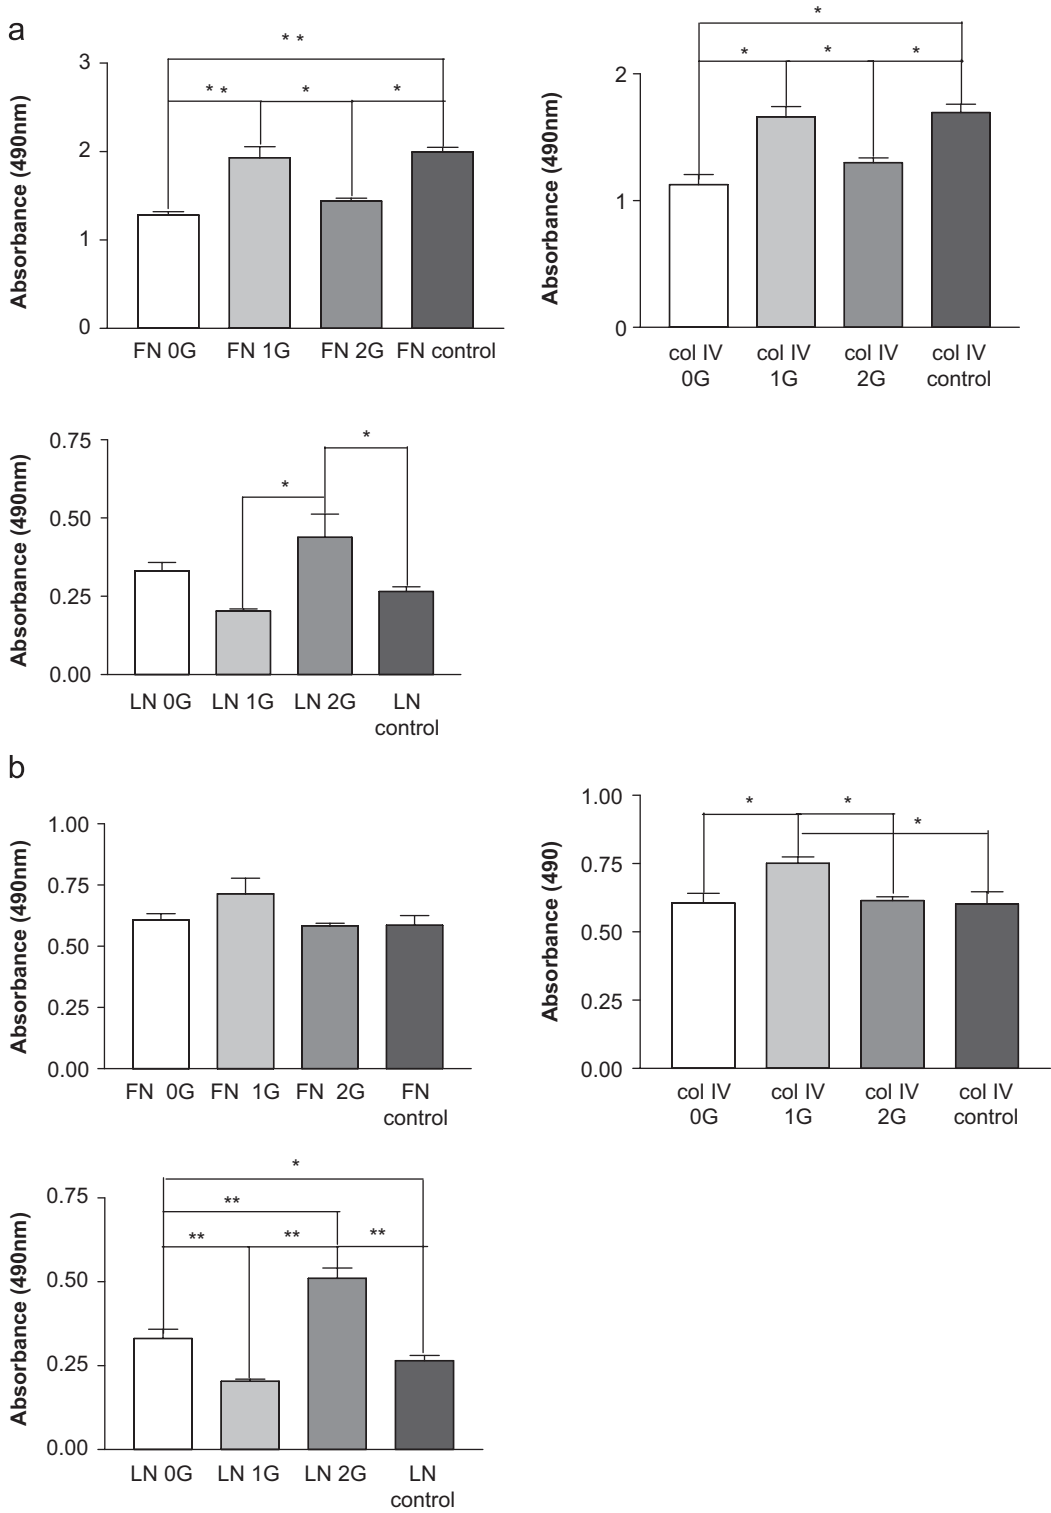 a
* *
3
* *
*
*
2
1
0
Absorbance (490nm)
FN 0G FN 1G FN 2G FN control
*
*
*
*
2
1
0
Absorbance (490nm)
col IV col IV col IV col IV
0G 1G 2G control
0.75
*
*
0.50
0.25
0.00
Absorbance (490nm)
LN 0G LN 1G LN 2G LN
control
b
1.00
0.75
0.50
0.25
0.00
Absorbance (490nm)
FN 0G FN 1G FN 2G FN
control
1.00
*
*
*
0.75
0.50
0.25
0.00
Absorbance (490)
col IV col IV col IV col IV
0G 1G 2G control
*
0.75
**
**
**
**
0.50
0.25
0.00
Absorbance (490nm)
LN 0G LN 1G LN 2G LN
control